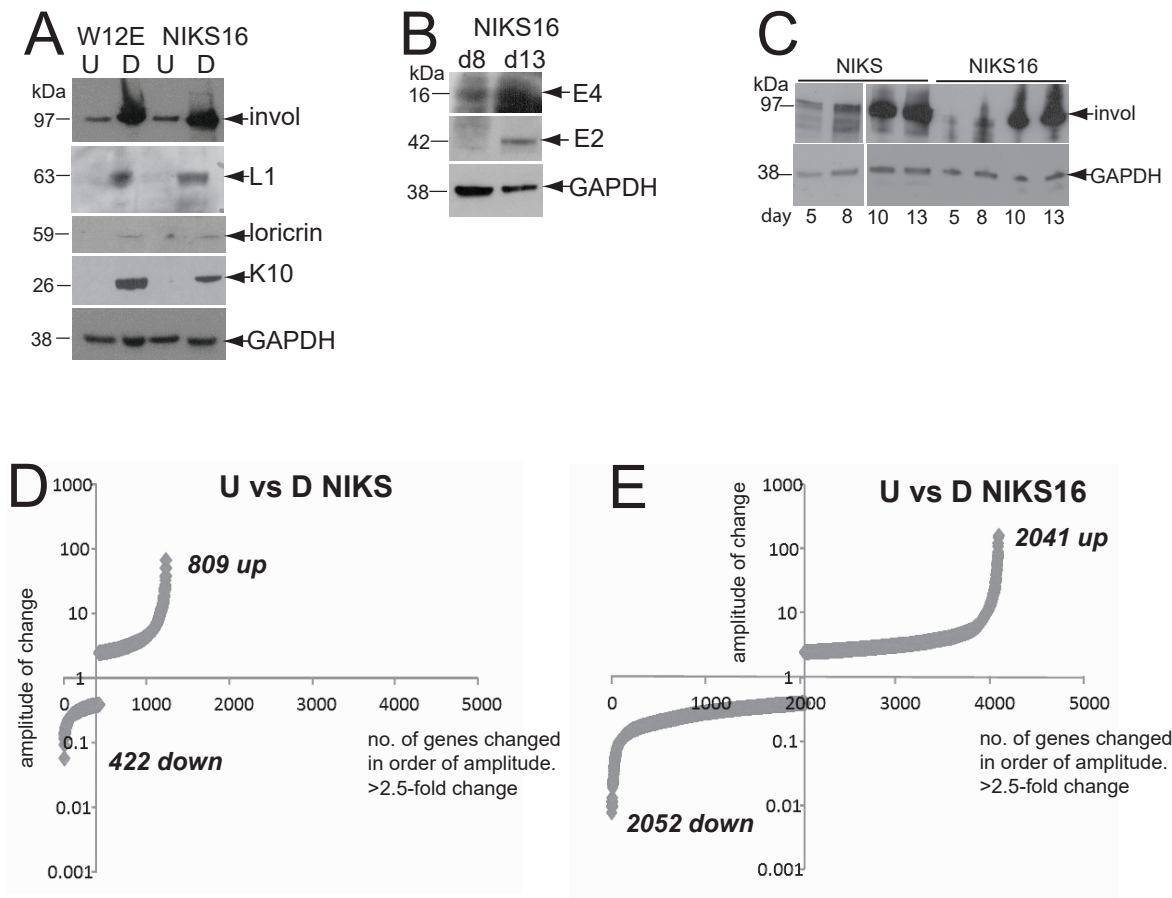 A
W12E NIKS16
U D U D
kDa
97 invol
63 L1
59 loricrin
26 K10
38 GAPDH
B
NIKS16
d8 d13
kDa
16 E4
42 E2
38 GAPDH
C
NIKS NIKS16
kDa
97 invol
38 GAPDH
day 5 8 10 13 5 8 10 13
D
U vs D NIKS
amplitude of change
1000
100
10
1
0.1
0.01
0.001
0 1000 2000 3000 4000 5000
809 up
422 down
no. of genes changed
in order of amplitude.
>2.5-fold change
E
U vs D NIKS16
amplitude of change
1000
100
10
1
0.1
0.01
0.001
0 1000 2000 3000 4000 5000
2041 up
2052 down
no. of genes changed
in order of amplitude.
>2.5-fold change